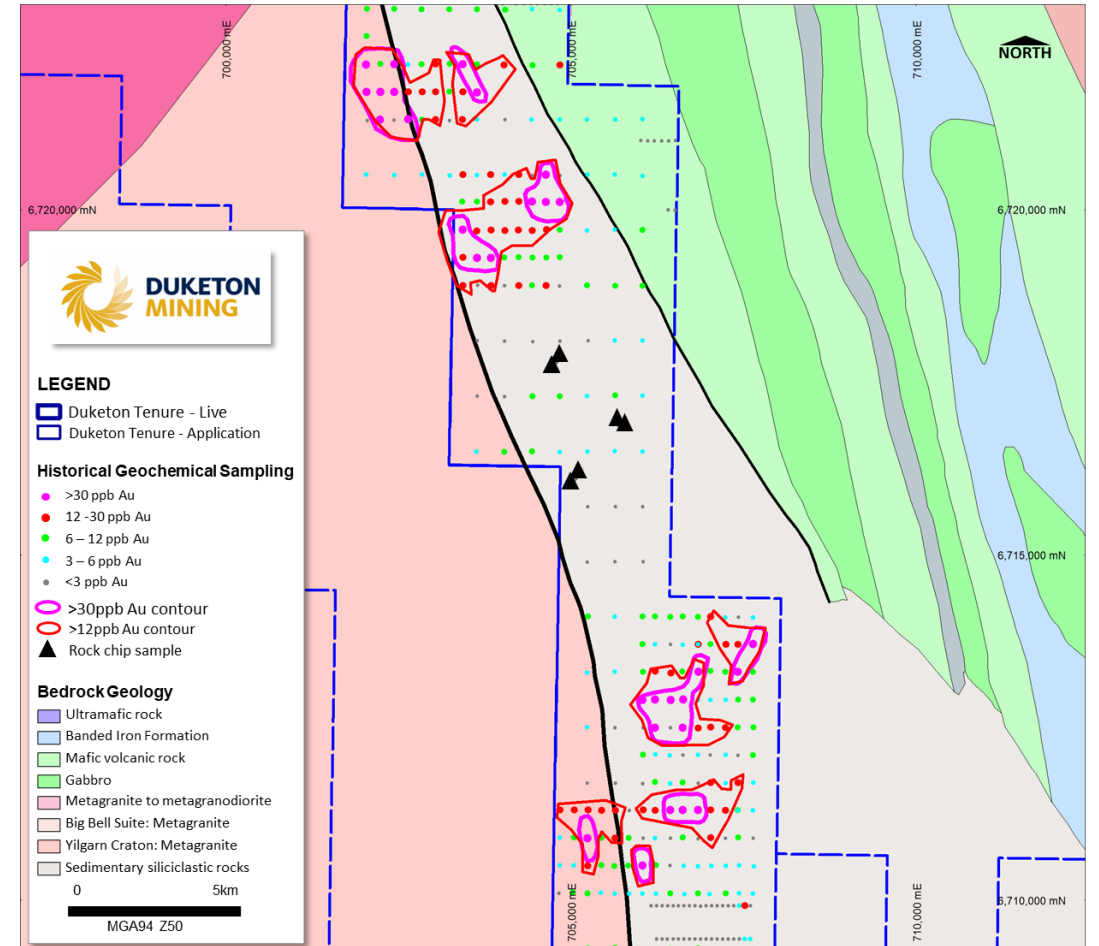 700,000 mE
705,000 mE
710,000 mE
NORTH
6,720,000 mN
6,720,000 mN
DUKETON
MINING
LEGEND
Duketon Tenure - Live
Duketon Tenure - Application
Historical Geochemical Sampling
>30 ppb Au
12 -30 ppb Au
6 – 12 ppb Au
3 – 6 ppb Au
<3 ppb Au
>30ppb Au contour
>12ppb Au contour
Rock chip sample
Bedrock Geology
Ultramafic rock
Banded Iron Formation
Mafic volcanic rock
Gabbro
Metagranite to metagranodiorite
Big Bell Suite: Metagranite
Yilgarn Craton: Metagranite
Sedimentary siliciclastic rocks
0 5km
MGA94 Z50
6,715,000 mN
6,710,000 mN
705,000 mE
710,000 mE